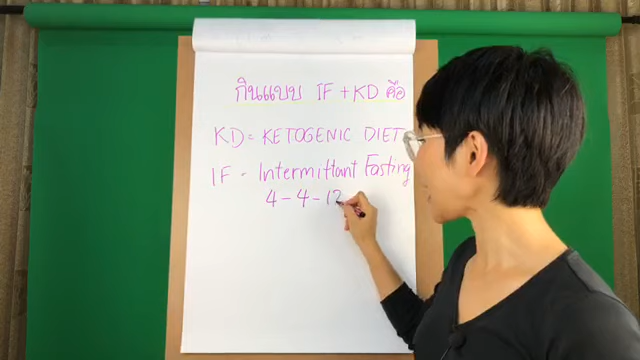 กินแบบ IF + KD คือ
KD = KETOGENIC DIET
IF - Intermittant Fasting
4 - 4 - 12